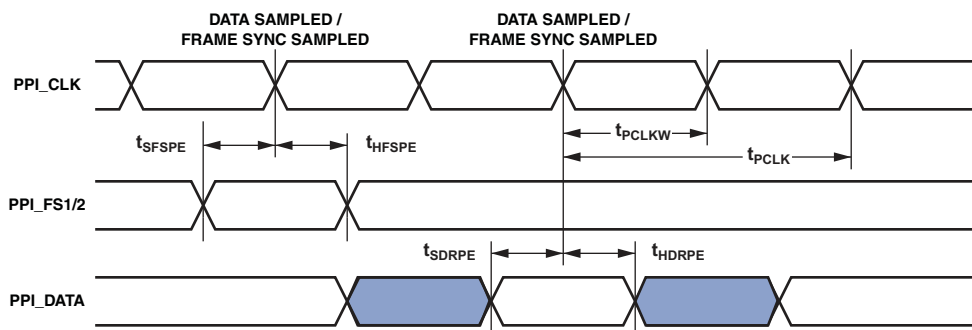 DATA SAMPLED /
FRAME SYNC SAMPLED
DATA SAMPLED /
FRAME SYNC SAMPLED
PPI_CLK
tPCLKW
tSFSPE
tHFSPE
tPCLK
PPI_FS1/2
tSDRPE
tHDRPE
PPI_DATA